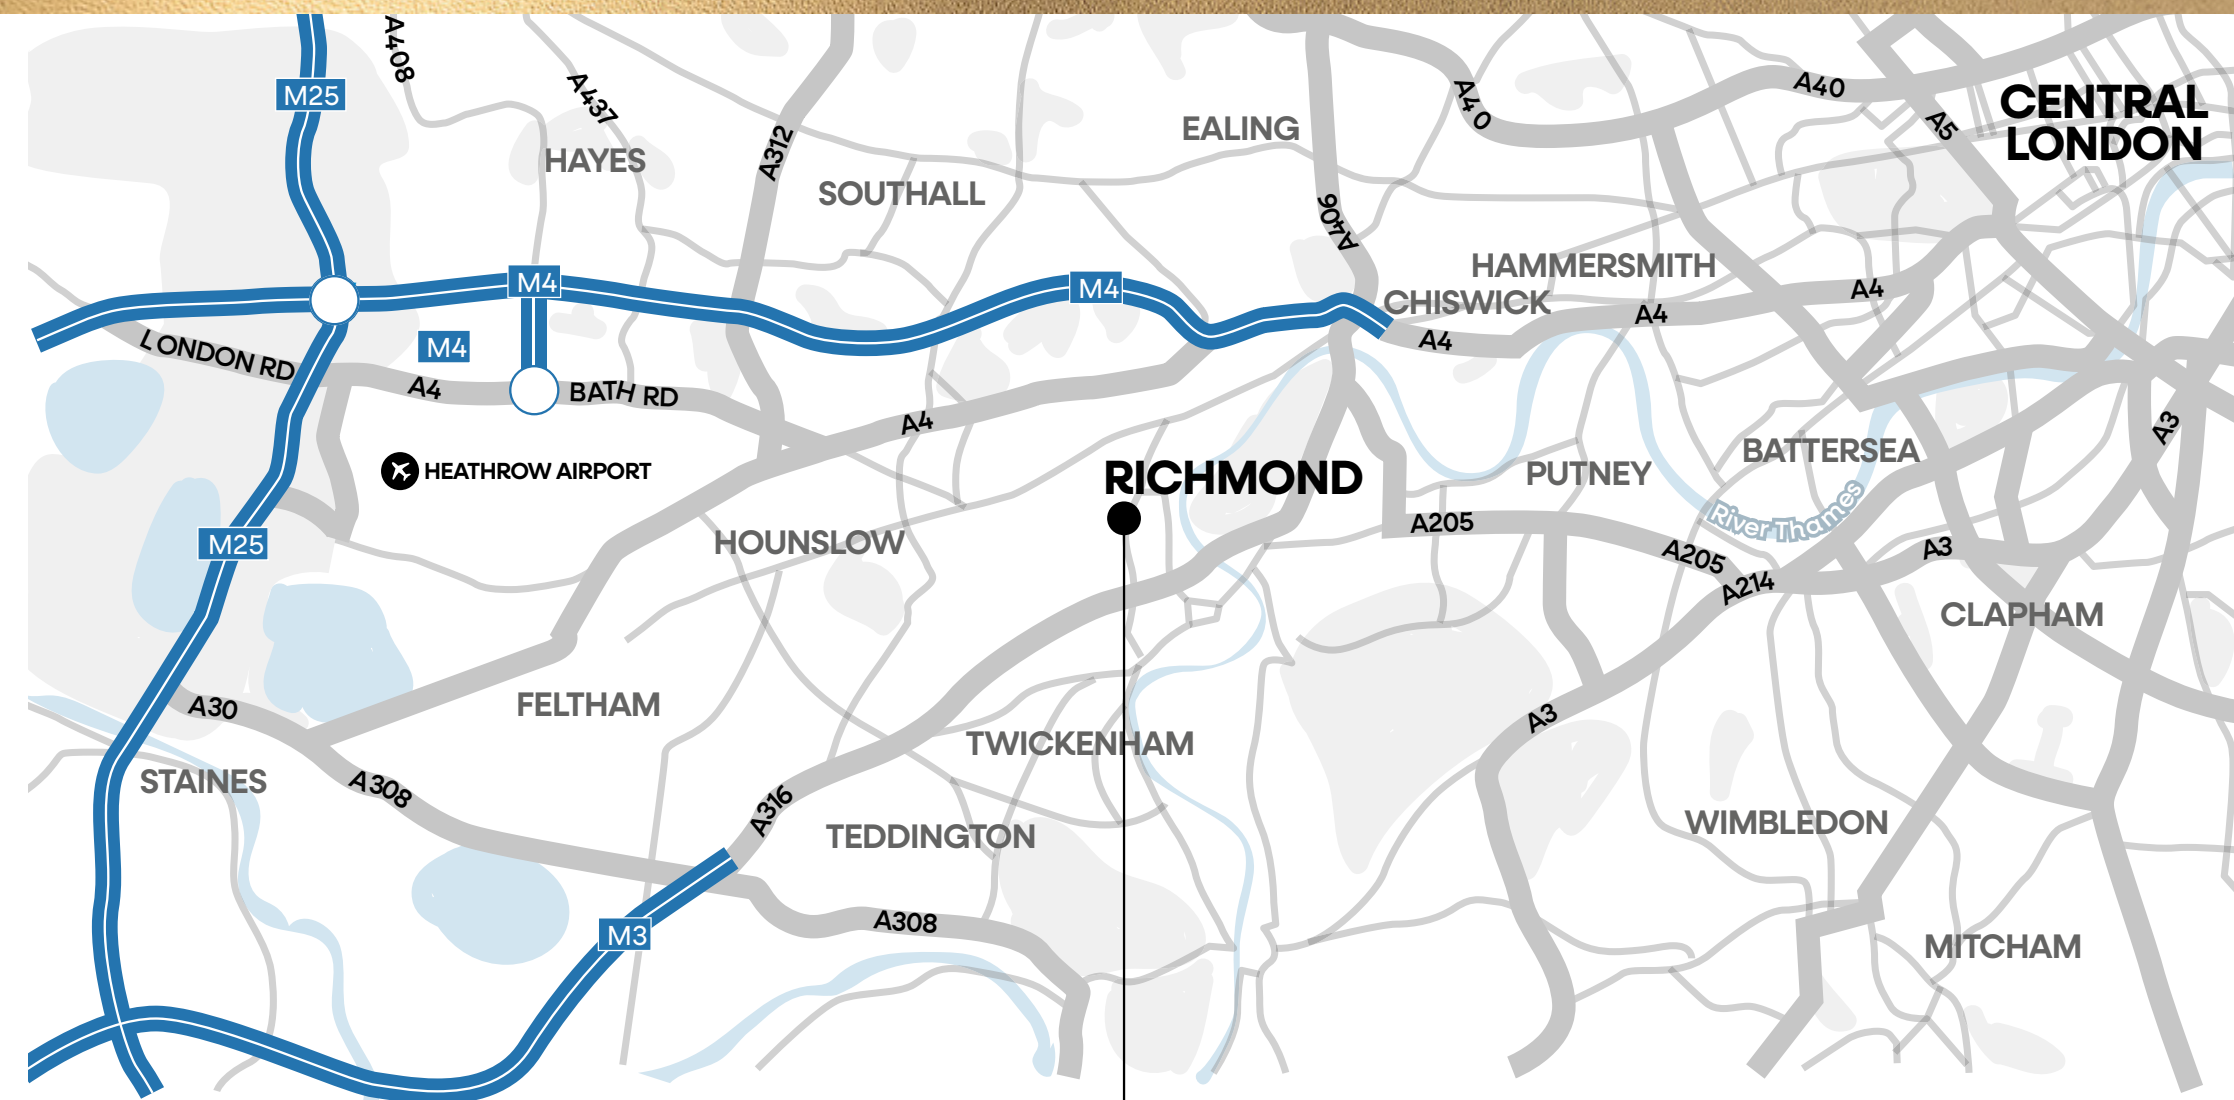 A408
M25
A437
A40
A40
CENTRAL
LONDON
A5
EALING
A312
HAYES
SOUTHALL
A406
HAMMERSMITH
M4
M4
CHISWICK
A4
A4
A4
LONDON RD
M4
A4
BATH RD
A4
A3
BATTERSEA
HEATHROW AIRPORT
RICHMOND
PUTNEY
River Thames
A205
M25
HOUNSLOW
A205
A3
A214
CLAPHAM
A30
FELTHAM
A3
TWICKENHAM
STAINES
A308
A316
TEDDINGTON
WIMBLEDON
A308
M3
MITCHAM